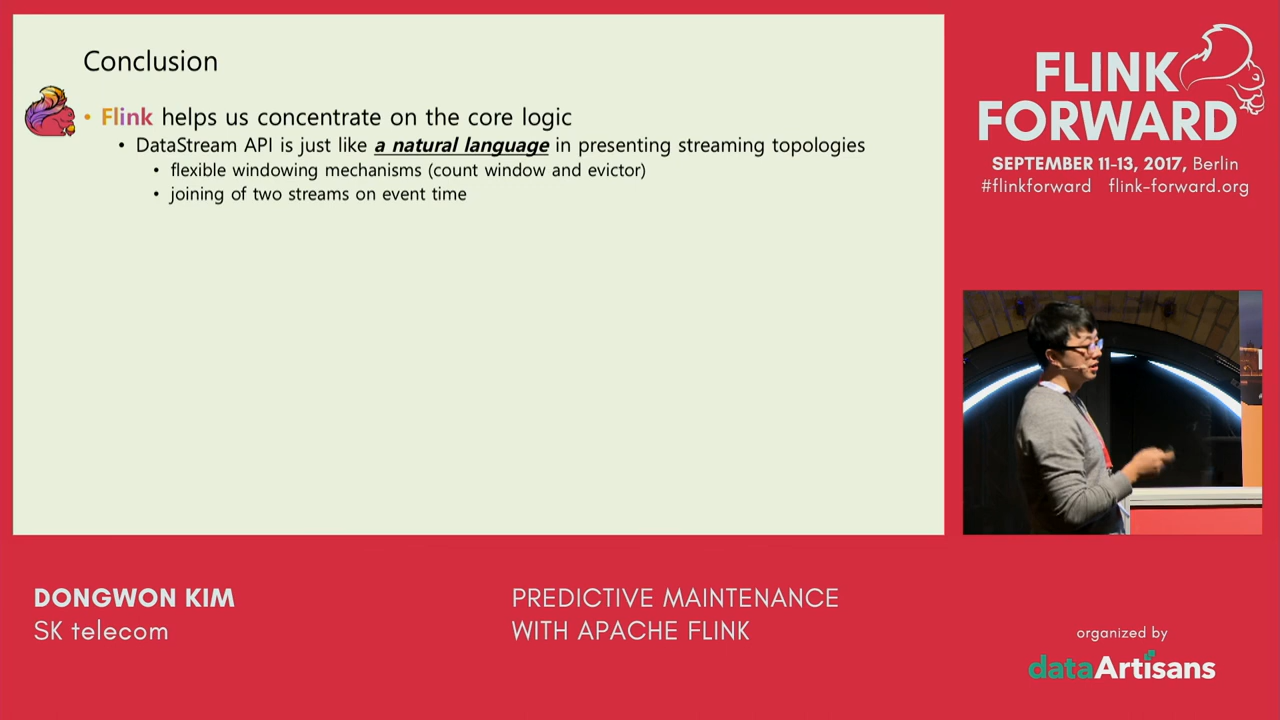 Conclusion
• Flink helps us concentrate on the core logic
• DataStream API is just like a natural language in presenting streaming topologies
• flexible windowing mechanisms (count window and evictor)
• joining of two streams on event time
FLINK
FORWARD
SEPTEMBER 11-13, 2017, Berlin
#flinkforward flink-forward.org
DONGWON KIM
SK telecom
PREDICTIVE MAINTENANCE
WITH APACHE FLINK
organized by
dataArtisans